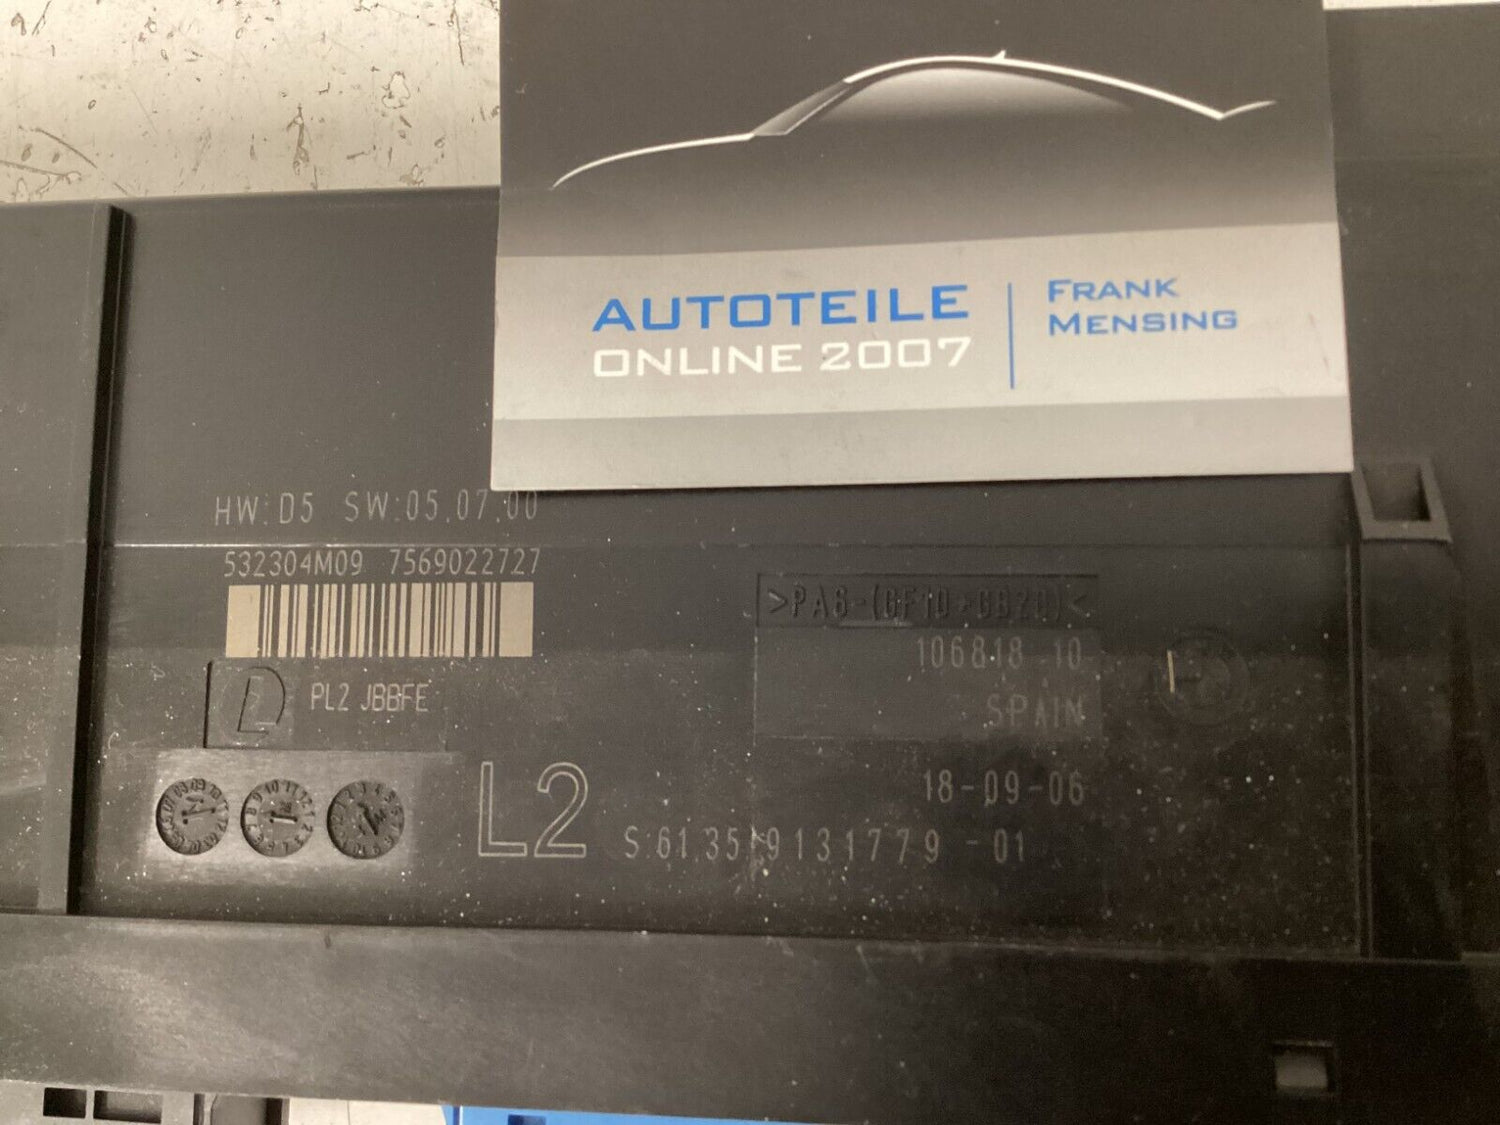 AUTOTEILE
ONLINE 2007
FRANK
MENSING
HW:D5 SW:05.07.00
532304M09 7569022727
PL2 JBBFE
L2
>PA6-(GF10+GB20)<
106818-10
SPAIN
18-09-06
S:61.35 9131779 -01